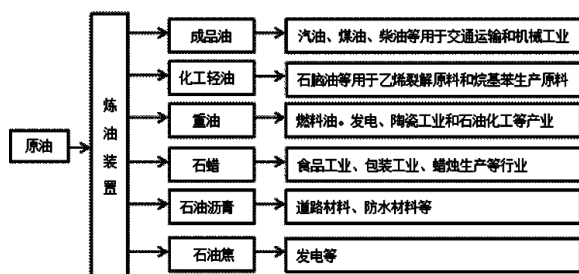 原油
炼油装置
成品油
汽油、煤油、柴油等用于交通运输和机械工业
化工轻油
石脑油等用于乙烯裂解原料和烷基苯生产原料
重油
燃料油。发电、陶瓷工业和石油化工等产业
石蜡
食品工业、包装工业、蜡烛生产等行业
石油沥青
道路材料、防水材料等
石油焦
发电等